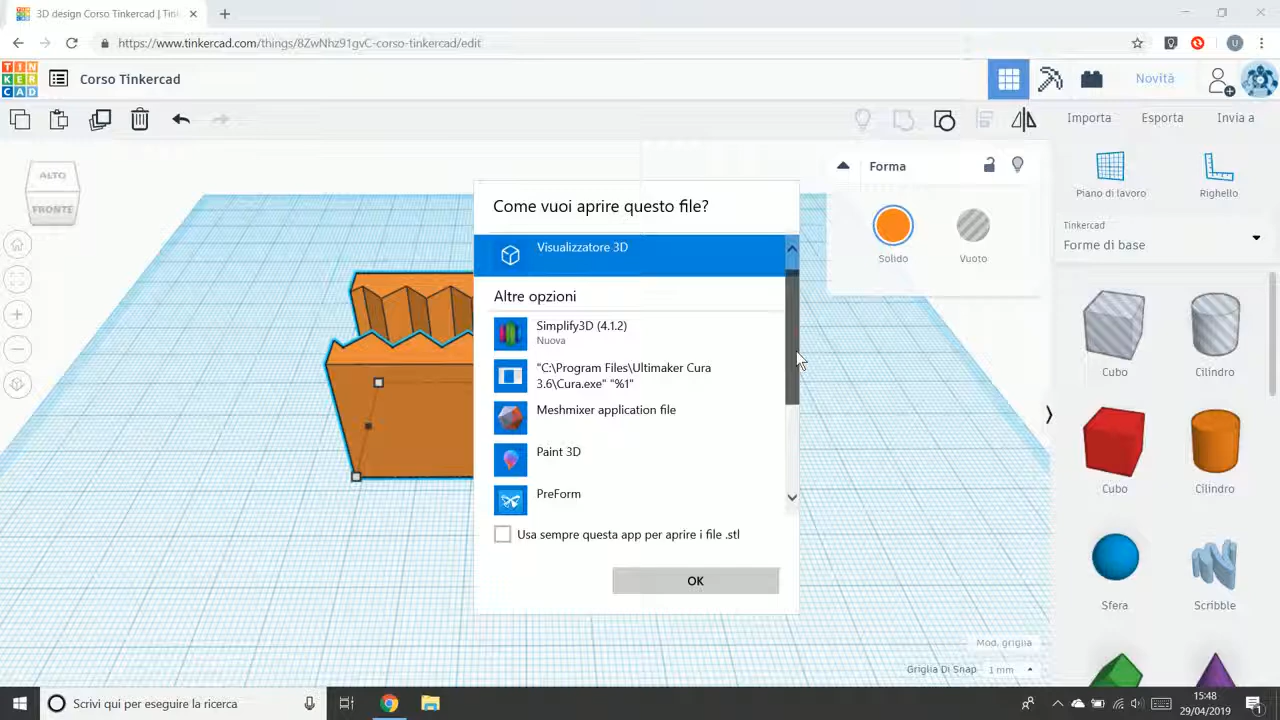 3D design Corso Tinkercad | Tin
https://www.tinkercad.com/things/8ZwNhz91gvC-corso-tinkercad/edit
U
TIN
KER
CAD
Corso Tinkercad
Novità
Importa
Esporta
Invia a
ALTO
FRONTE
Forma
Solido
Vuoto
Piano di lavoro
Righello
Tinkercad
Forme di base
Come vuoi aprire questo file?
Visualizzatore 3D
Altre opzioni
Simplify3D (4.1.2)
Nuova
"C:\Program Files\Ultimaker Cura
3.6\Cura.exe" "%1"
Meshmixer application file
Paint 3D
PreForm
Usa sempre questa app per aprire i file .stl
OK
Cubo
Cilindro
Cubo
Cilindro
Sfera
Scribble
Mod. griglia
Griglia Di Snap
1 mm
Scrivi qui per eseguire la ricerca
15:48
29/04/2019